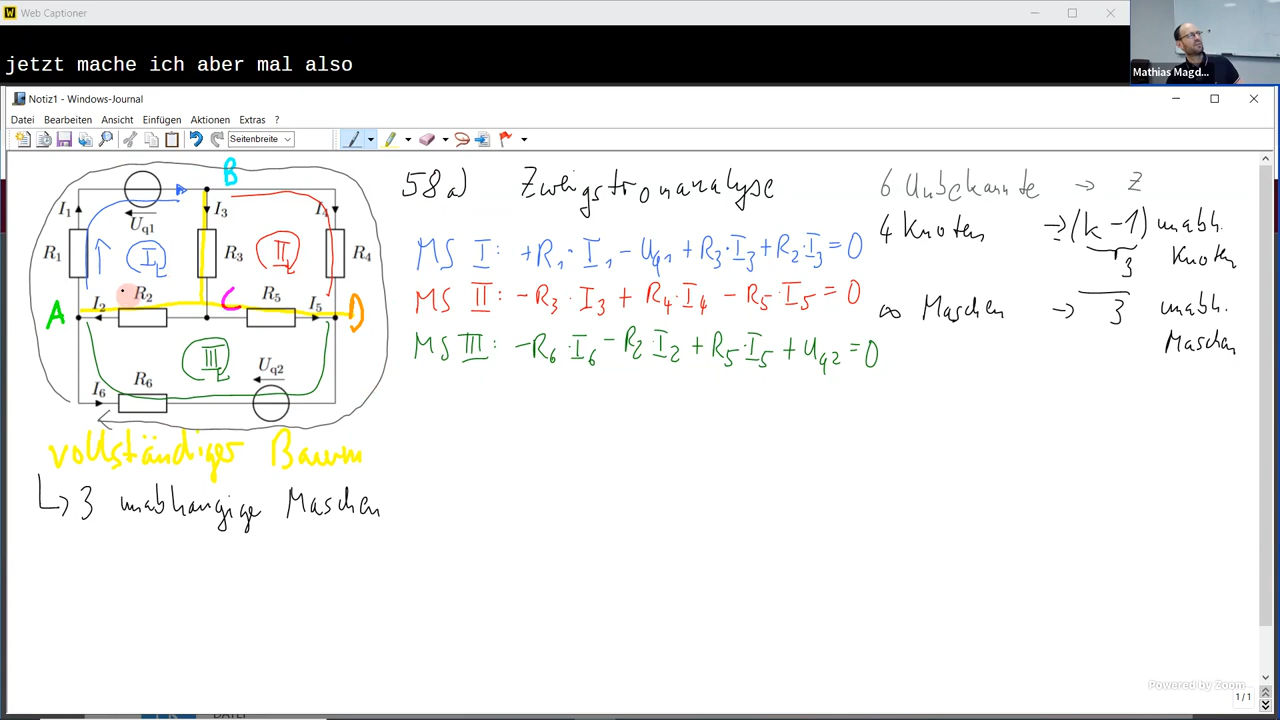 Web Captioner
jetzt mache ich aber mal also
Mathias Magd...
Notiz1 - Windows-Journal
Datei Bearbeiten Ansicht Einfügen Aktionen Extras ?
Seitenbreite
B
I1 Uq1 I3 I4
R1 I R3 II R4
A I2 R2 C R5 I5 D
III
I6 R6 Uq2
vollständiger Baum
↳ 3 unabhängige Maschen
58a) Zweigstromanalyse
MS I: +R1·I1 - Uq1 + R3·I3 + R2·I3 = 0
MS II: -R3·I3 + R4·I4 - R5·I5 = 0
MS III: -R6·I6 - R2·I2 + R5·I5 + Uq2 = 0
6 Unbekannte → Z
4 Knoten → (k-1) unabh. Knoten
3
∞ Maschen → 3 unabh. Maschen
Powered by Zoom
1/1